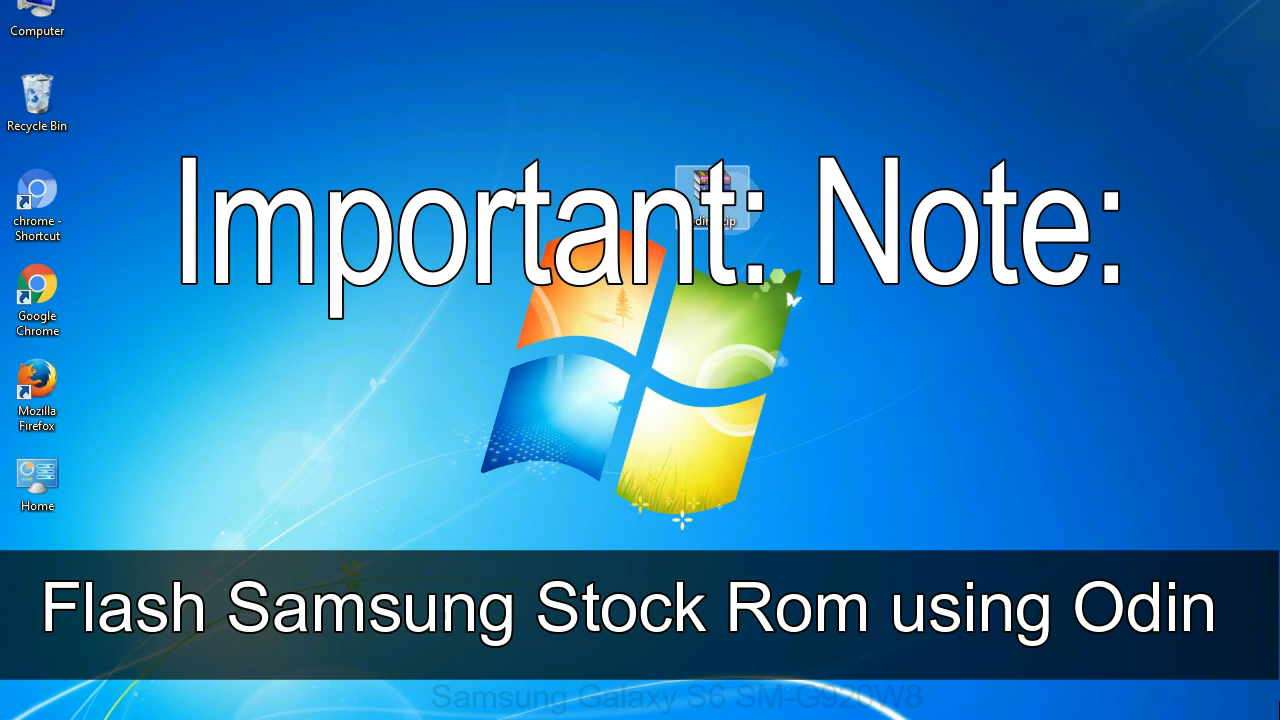 Computer
Recycle Bin
chrome -
Shortcut
Google
Chrome
Mozilla
Firefox
Home
Important: Note:
Flash Samsung Stock Rom using Odin
Samsung Galaxy S6 SM-G920W8